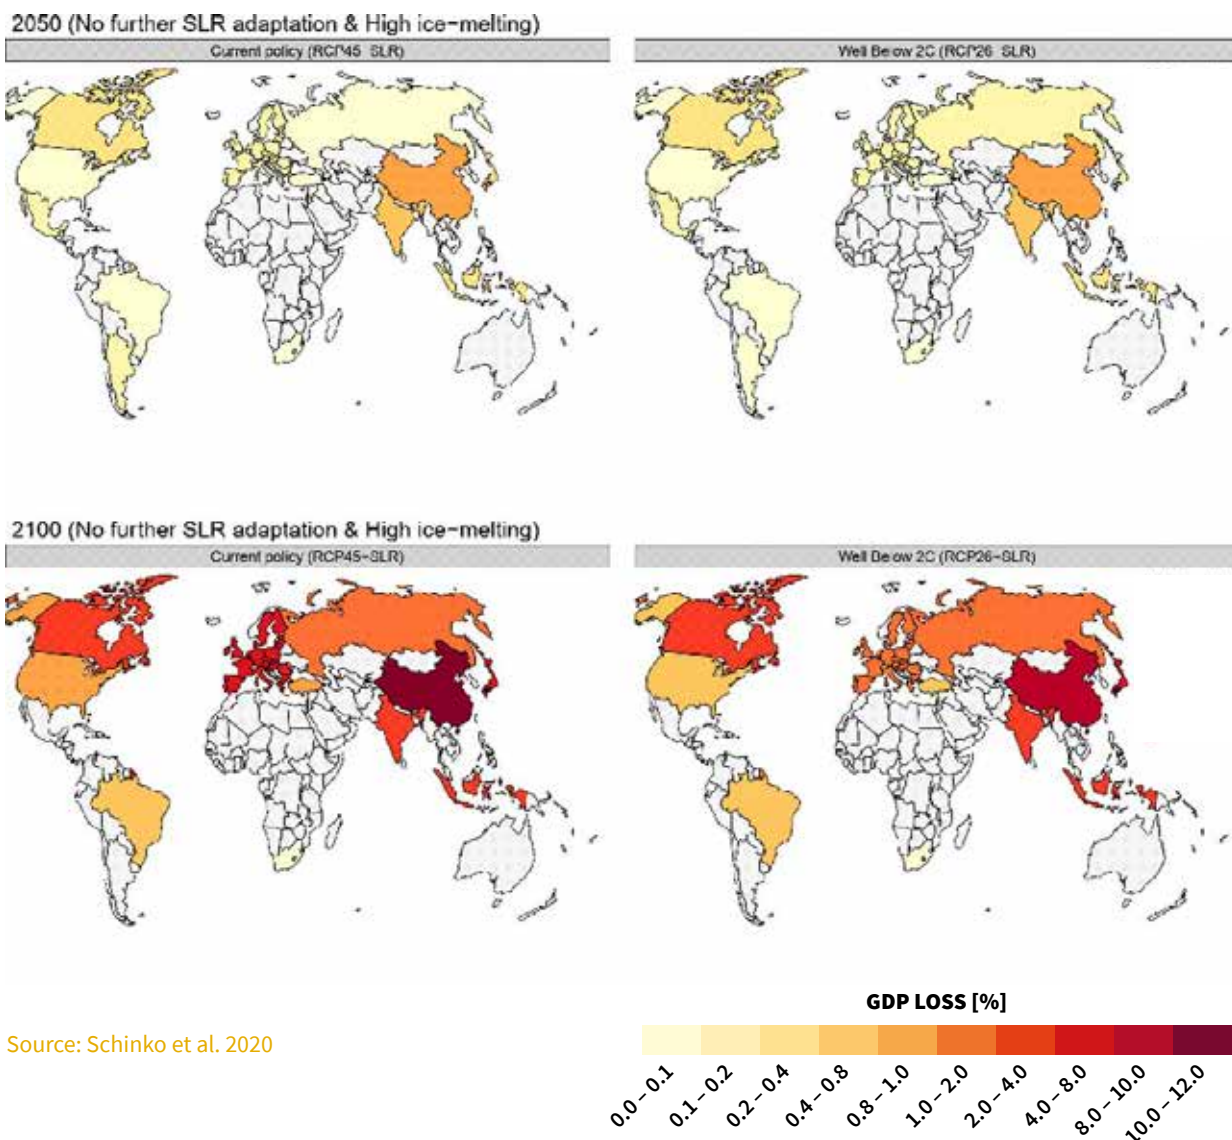 2050 (No further SLR adaptation & High ice−melting)
Current policy (RCP45−SLR)
Well Below 2C (RCP26−SLR)
2100 (No further SLR adaptation & High ice−melting)
Current policy (RCP45−SLR)
Well Below 2C (RCP26−SLR)
GDP LOSS [%]
Source: Schinko et al. 2020
0.0 – 0.1
0.1 – 0.2
0.2 – 0.4
0.4 – 0.8
0.8 – 1.0
1.0 – 2.0
2.0 – 4.0
4.0 – 8.0
8.0 – 10.0
10.0 – 12.0